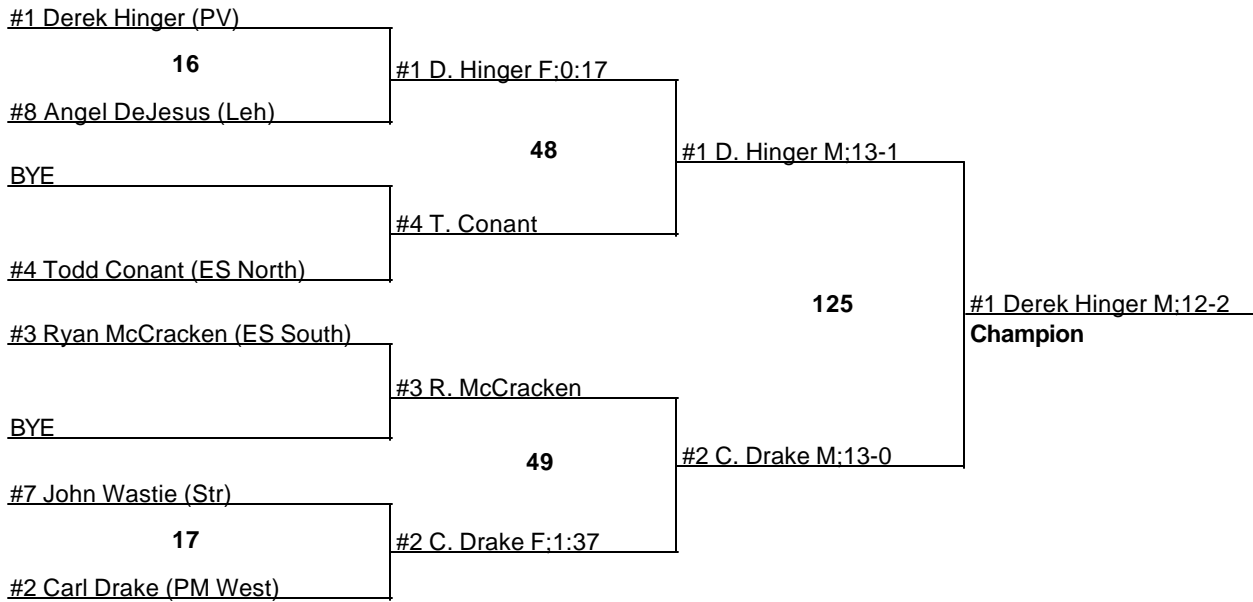 #1 Derek Hinger (PV)
16
#1 D. Hinger F;0:17
#8 Angel DeJesus (Leh)
48
#1 D. Hinger M;13-1
BYE
#4 T. Conant
#4 Todd Conant (ES North)
125
#1 Derek Hinger M;12-2
Champion
#3 Ryan McCracken (ES South)
#3 R. McCracken
BYE
49
#2 C. Drake M;13-0
#7 John Wastie (Str)
17
#2 C. Drake F;1:37
#2 Carl Drake (PM West)